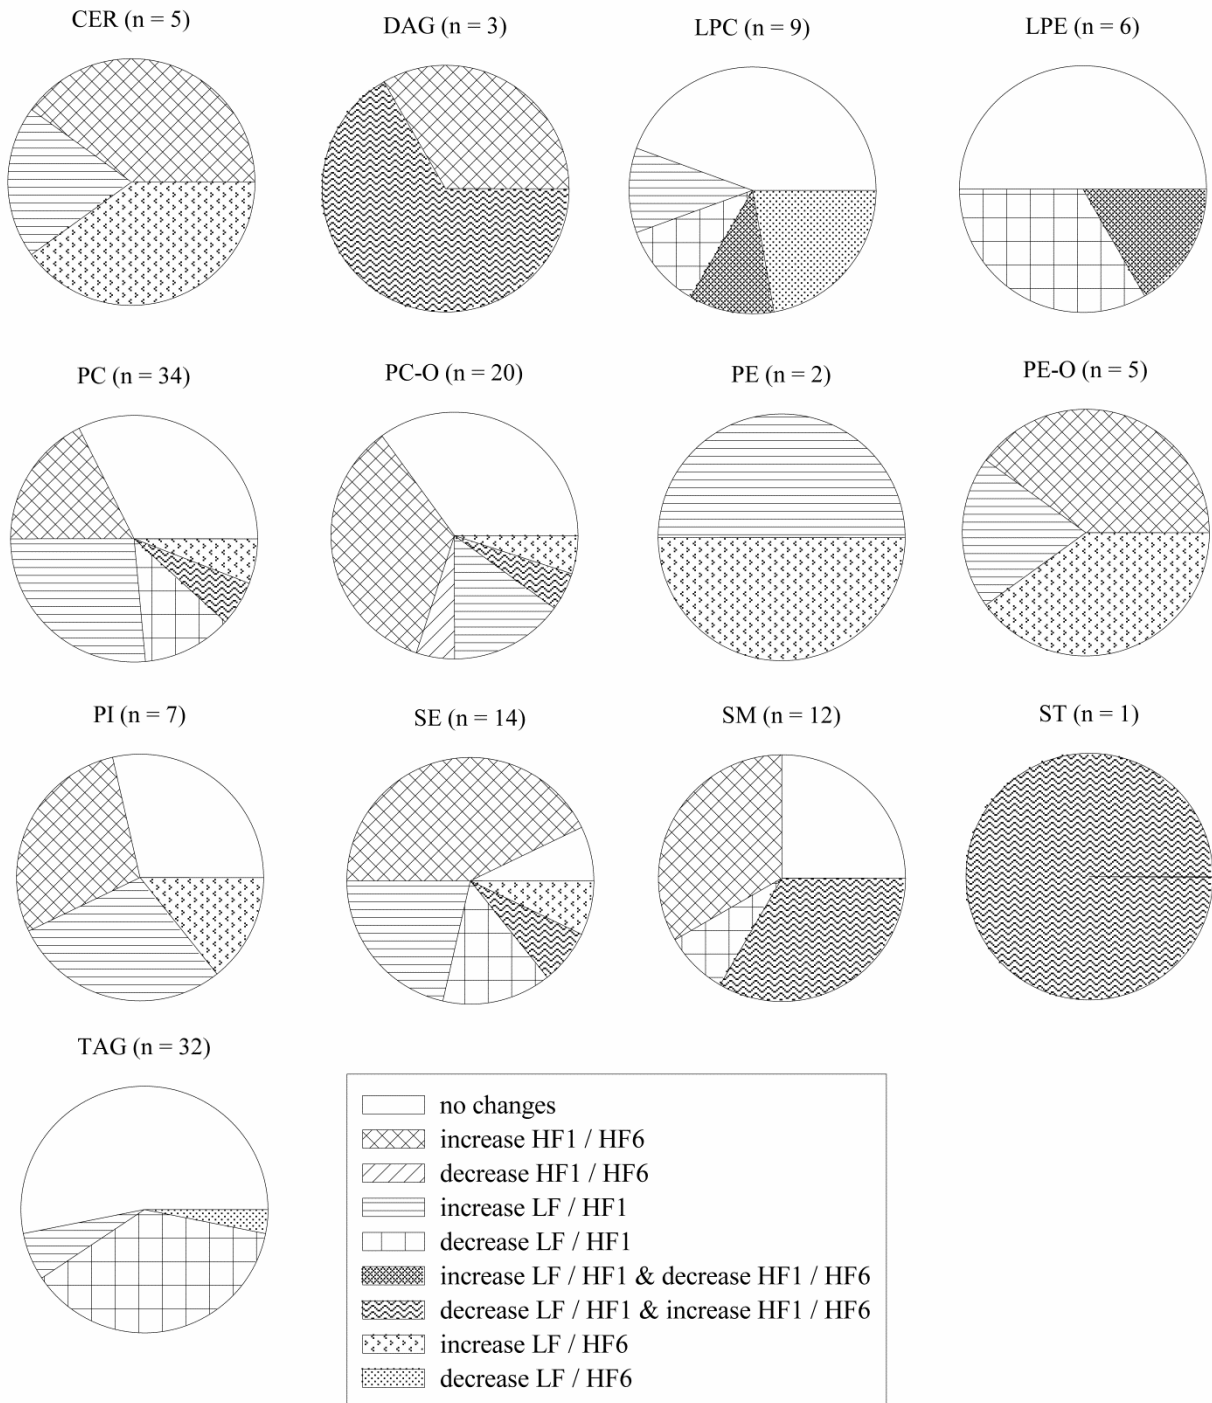 CER (n = 5)
DAG (n = 3)
LPC (n = 9)
LPE (n = 6)
PC (n = 34)
PC-O (n = 20)
PE (n = 2)
PE-O (n = 5)
PI (n = 7)
SE (n = 14)
SM (n = 12)
ST (n = 1)
TAG (n = 32)
no changes
increase HF1 / HF6
decrease HF1 / HF6
increase LF / HF1
decrease LF / HF1
increase LF / HF1 & decrease HF1 / HF6
decrease LF / HF1 & increase HF1 / HF6
increase LF / HF6
decrease LF / HF6